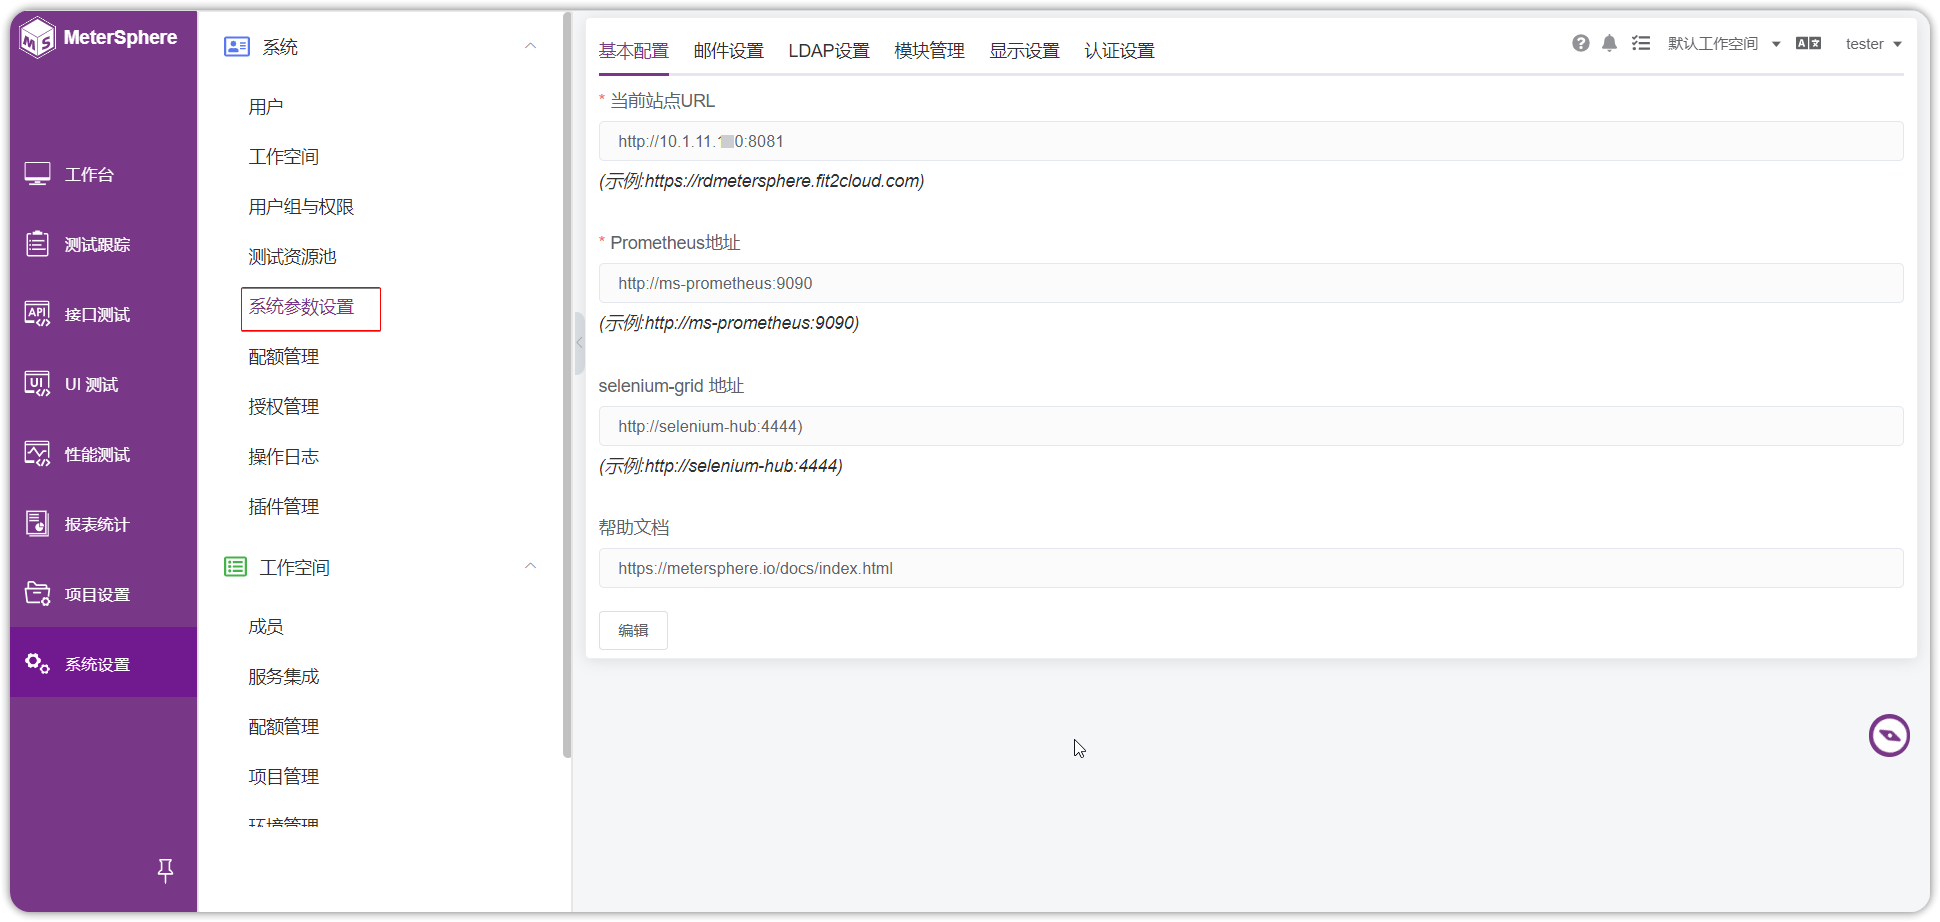 MeterSphere
工作台
测试跟踪
接口测试
UI 测试
性能测试
报表统计
项目设置
系统设置
系统
用户
工作空间
用户组与权限
测试资源池
系统参数设置
配额管理
授权管理
操作日志
插件管理
工作空间
成员
服务集成
配额管理
项目管理
环境管理
基本配置 邮件设置 LDAP设置 模块管理 显示设置 认证设置
默认工作空间 tester
* 当前站点URL
http://10.1.11.1 0:8081
(示例:https://rdmetersphere.fit2cloud.com)
* Prometheus地址
http://ms-prometheus:9090
(示例:http://ms-prometheus:9090)
selenium-grid 地址
http://selenium-hub:4444)
(示例:http://selenium-hub:4444)
帮助文档
https://metersphere.io/docs/index.html
编辑